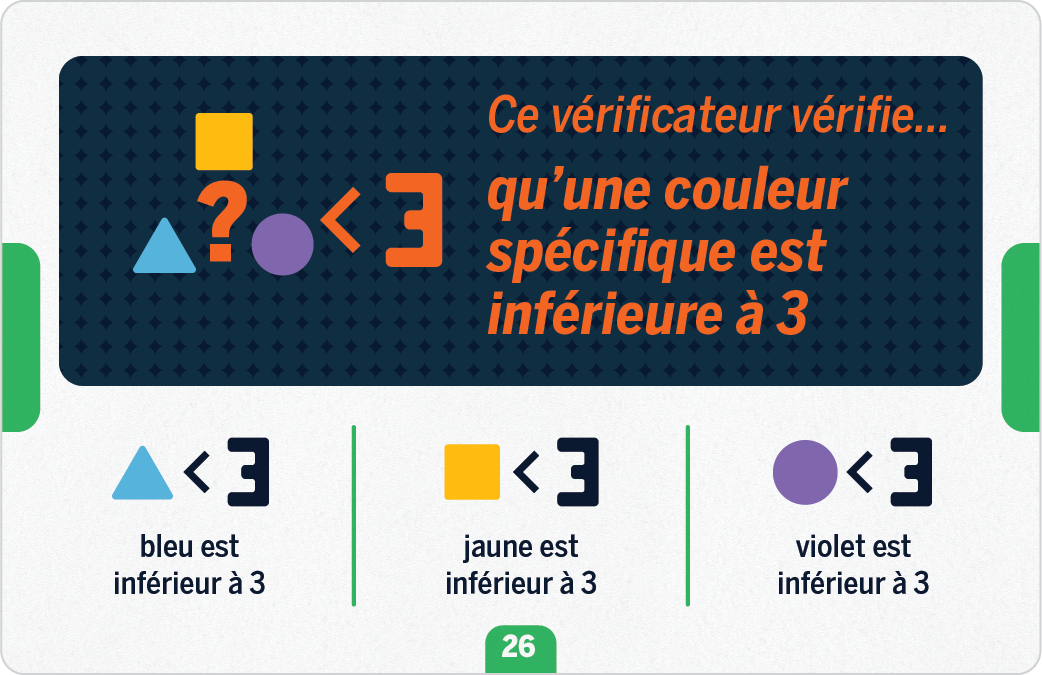 Ce vérificateur vérifie...
qu'une couleur
spécifique est
inférieure à 3
? < 3
< 3
< 3
< 3
bleu est
inférieur à 3
jaune est
inférieur à 3
violet est
inférieur à 3
26